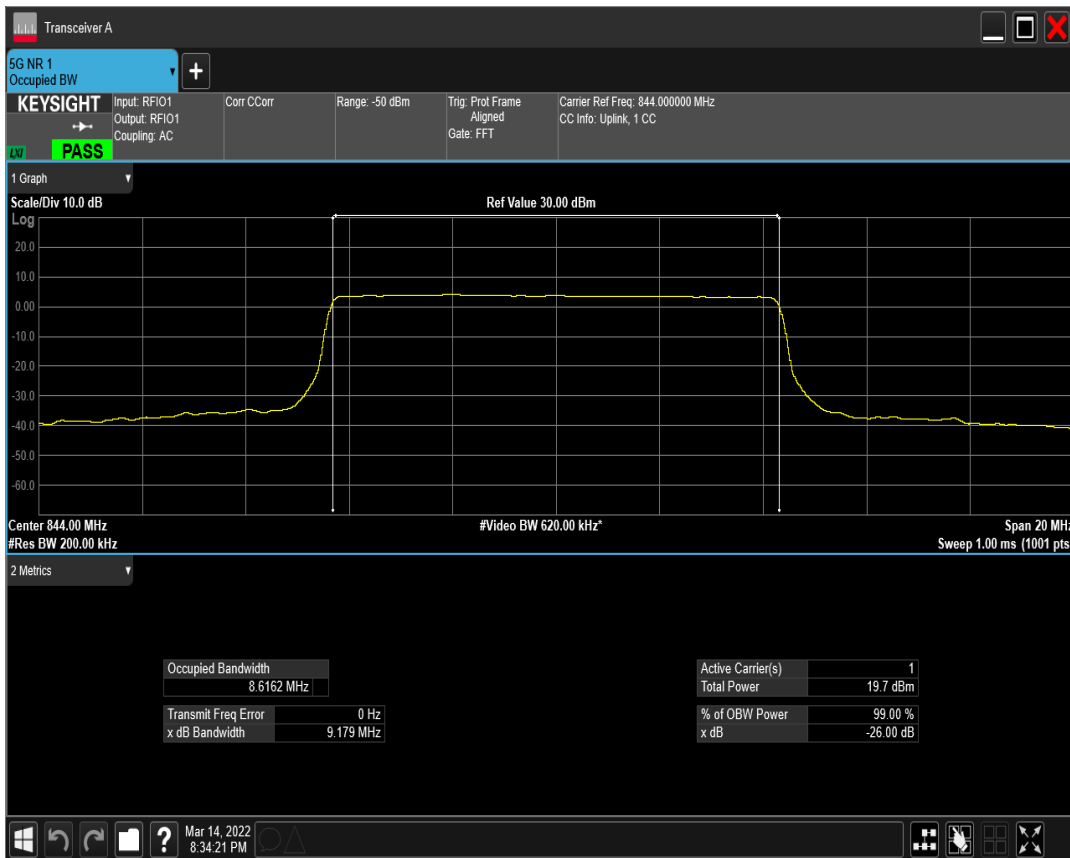 Transceiver A
5G NR 1
Occupied BW
+
KEYSIGHT
LXI
PASS
Input: RFIO1
Output: RFIO1
Coupling: AC
Corr CCorr
Range: -50 dBm
Trig: Prot Frame
Aligned
Gate: FFT
Carrier Ref Freq: 844.000000 MHz
CC Info: Uplink, 1 CC
1 Graph
Scale/Div 10.0 dB
Ref Value 30.00 dBm
Log
20.0
10.0
0.00
-10.0
-20.0
-30.0
-40.0
-50.0
-60.0
Center 844.00 MHz
#Video BW 620.00 kHz*
Span 20 MHz
#Res BW 200.00 kHz
Sweep 1.00 ms (1001 pts
2 Metrics
Occupied Bandwidth
8.6162 MHz
Transmit Freq Error 0 Hz
x dB Bandwidth 9.179 MHz
Active Carrier(s) 1
Total Power 19.7 dBm
% of OBW Power 99.00 %
x dB -26.00 dB
?
Mar 14, 2022
8:34:21 PM